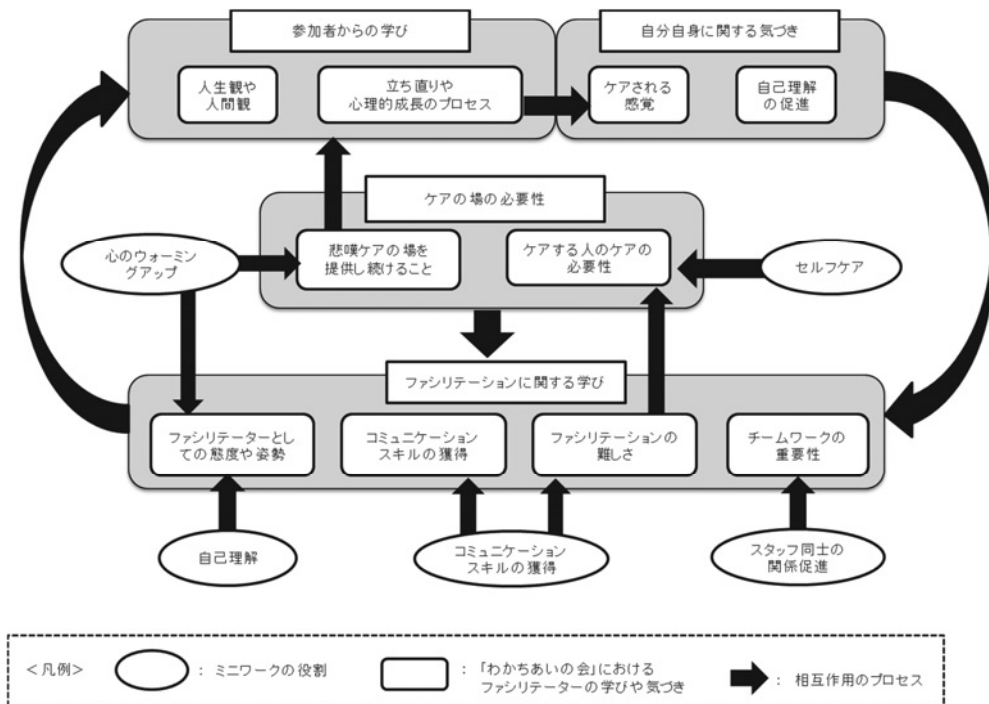 参加者からの学び
自分自身に関する気づき
人生観や
人間観
立ち直りや
心理的成長のプロセス
ケアされる
感覚
自己理解
の促進
ケアの場の必要性
心のウォーミン
グアップ
悲嘆ケアの場を
提供し続けること
ケアする人のケアの
必要性
セルフケア
ファシリテーションに関する学び
ファシリテーターとし
ての態度や姿勢
コミュニケーション
スキルの獲得
ファシリテーションの
難しさ
チームワークの
重要性
自己理解
コミュニケーション
スキルの獲得
スタッフ同士の
関係促進
<凡例>
: ミニワークの役割
: 「わかちあいの会」における
ファシリテーターの学びや気づき
: 相互作用のプロセス